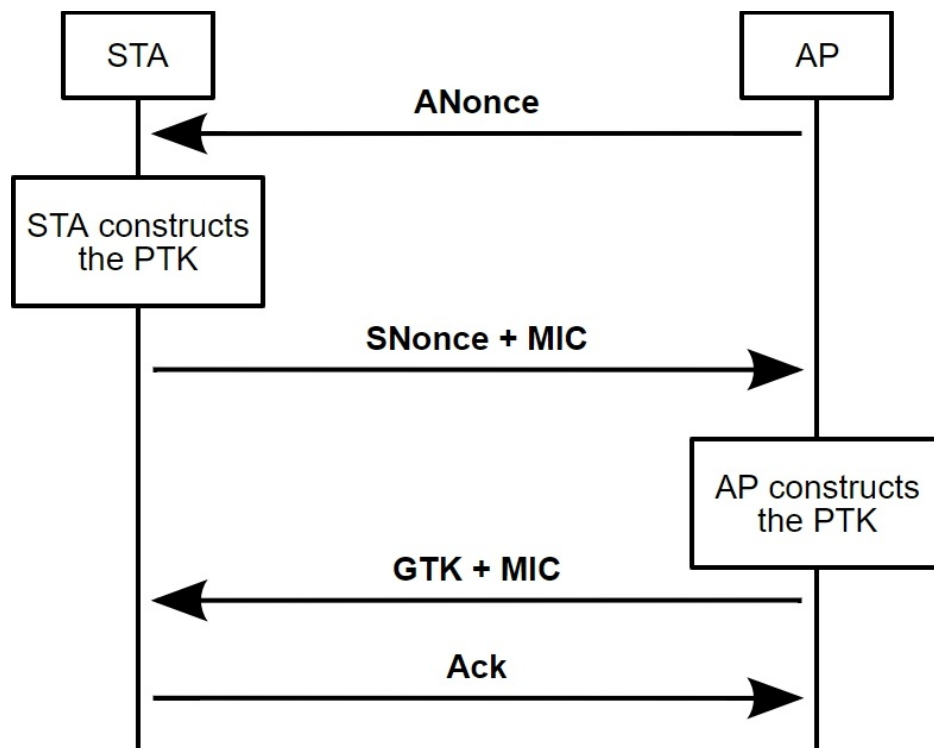 STA
AP
ANonce
STA constructs
the PTK
SNonce + MIC
AP constructs
the PTK
GTK + MIC
Ack